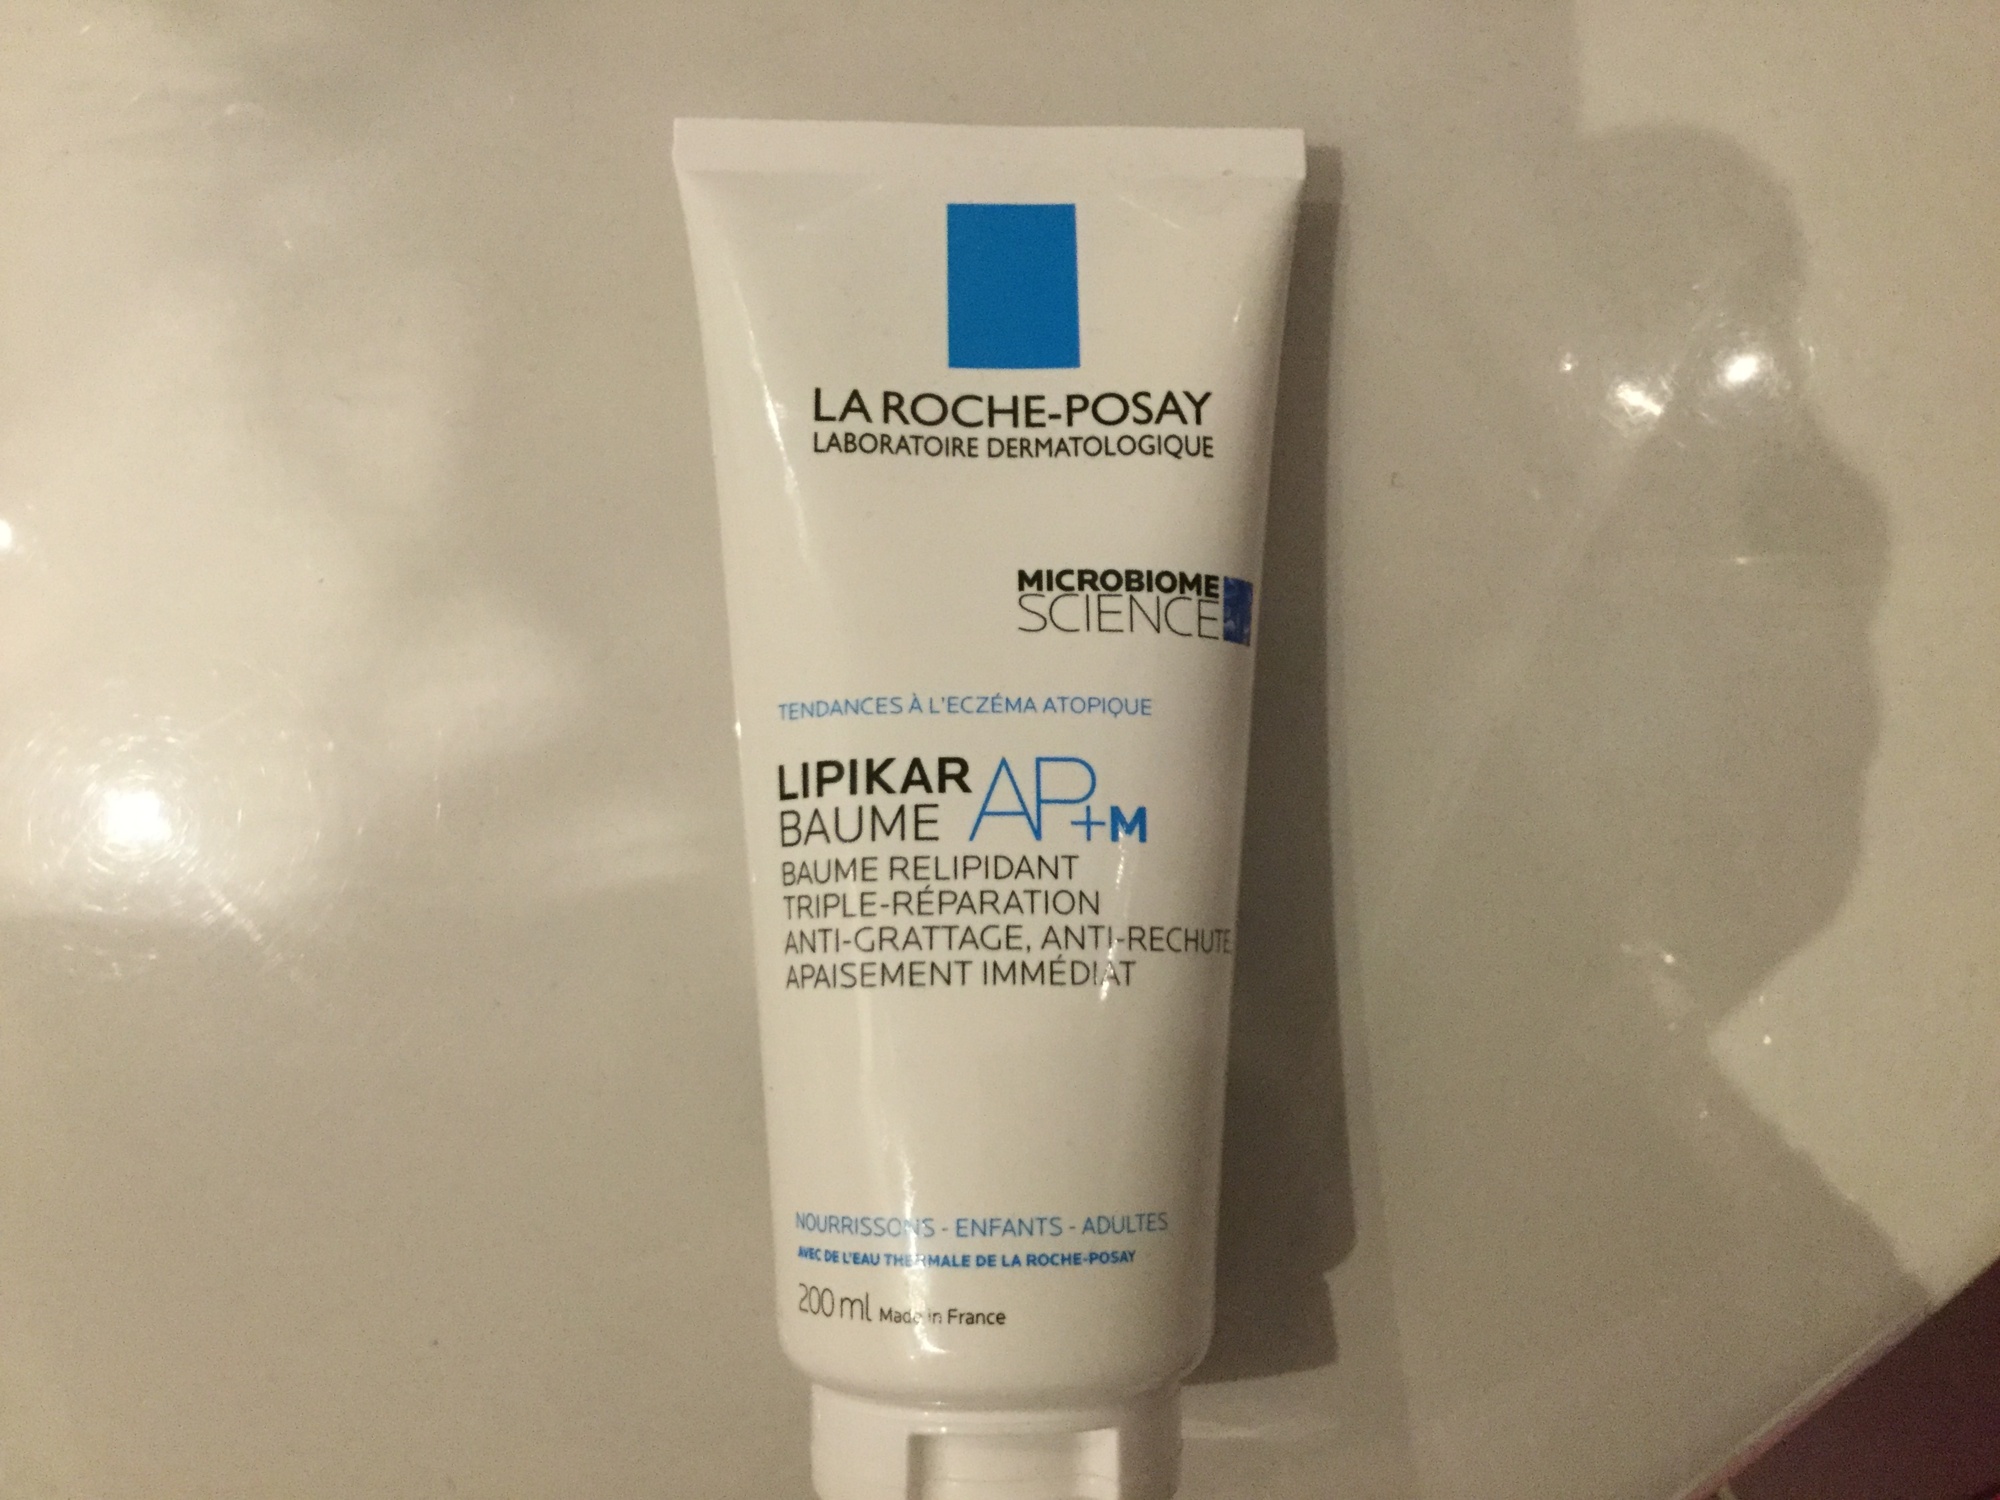 LA ROCHE-POSAY
LABORATOIRE DERMATOLOGIQUE
MICROBIOME
SCIENCE
TENDANCES À L'ECZÉMA ATOPIQUE
LIPIKAR
BAUME AP+M
BAUME RELIPIDANT
TRIPLE-RÉPARATION
ANTI-GRATTAGE, ANTI-RECHUTE
APAISEMENT IMMÉDIAT
NOURRISSONS - ENFANTS - ADULTES
AVEC DE L'EAU THERMALE DE LA ROCHE-POSAY
200 ml Made in France